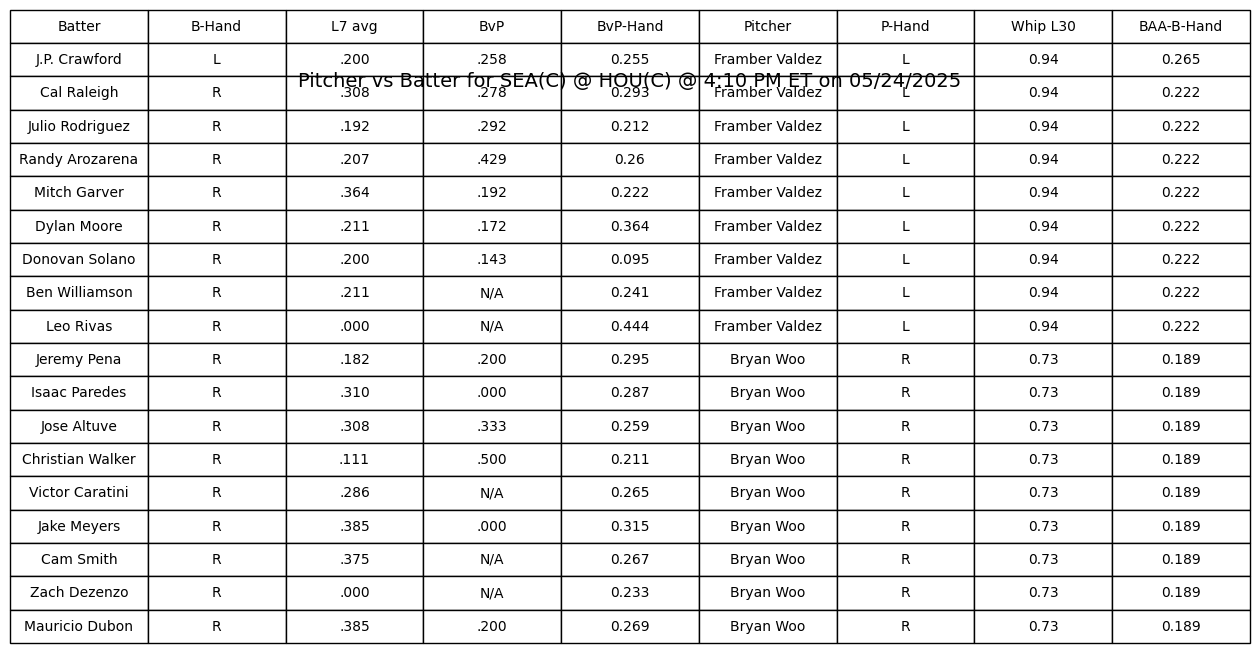 Batter B-Hand L7 avg BvP BvP-Hand Pitcher P-Hand Whip L30 BAA-B-Hand
J.P. Crawford L .200 .258 0.255 Framber Valdez L 0.94 0.265
Pitcher vs Batter for SEA(C) @ HOU(C) @ 4:10 PM ET on 05/24/2025
Cal Raleigh R .308 .278 0.293 Framber Valdez L 0.94 0.222
Julio Rodriguez R .192 .292 0.212 Framber Valdez L 0.94 0.222
Randy Arozarena R .207 .429 0.26 Framber Valdez L 0.94 0.222
Mitch Garver R .364 .192 0.222 Framber Valdez L 0.94 0.222
Dylan Moore R .211 .172 0.364 Framber Valdez L 0.94 0.222
Donovan Solano R .200 .143 0.095 Framber Valdez L 0.94 0.222
Ben Williamson R .211 N/A 0.241 Framber Valdez L 0.94 0.222
Leo Rivas R .000 N/A 0.444 Framber Valdez L 0.94 0.222
Jeremy Pena R .182 .200 0.295 Bryan Woo R 0.73 0.189
Isaac Paredes R .310 .000 0.287 Bryan Woo R 0.73 0.189
Jose Altuve R .308 .333 0.259 Bryan Woo R 0.73 0.189
Christian Walker R .111 .500 0.211 Bryan Woo R 0.73 0.189
Victor Caratini R .286 N/A 0.265 Bryan Woo R 0.73 0.189
Jake Meyers R .385 .000 0.315 Bryan Woo R 0.73 0.189
Cam Smith R .375 N/A 0.267 Bryan Woo R 0.73 0.189
Zach Dezenzo R .000 N/A 0.233 Bryan Woo R 0.73 0.189
Mauricio Dubon R .385 .200 0.269 Bryan Woo R 0.73 0.189